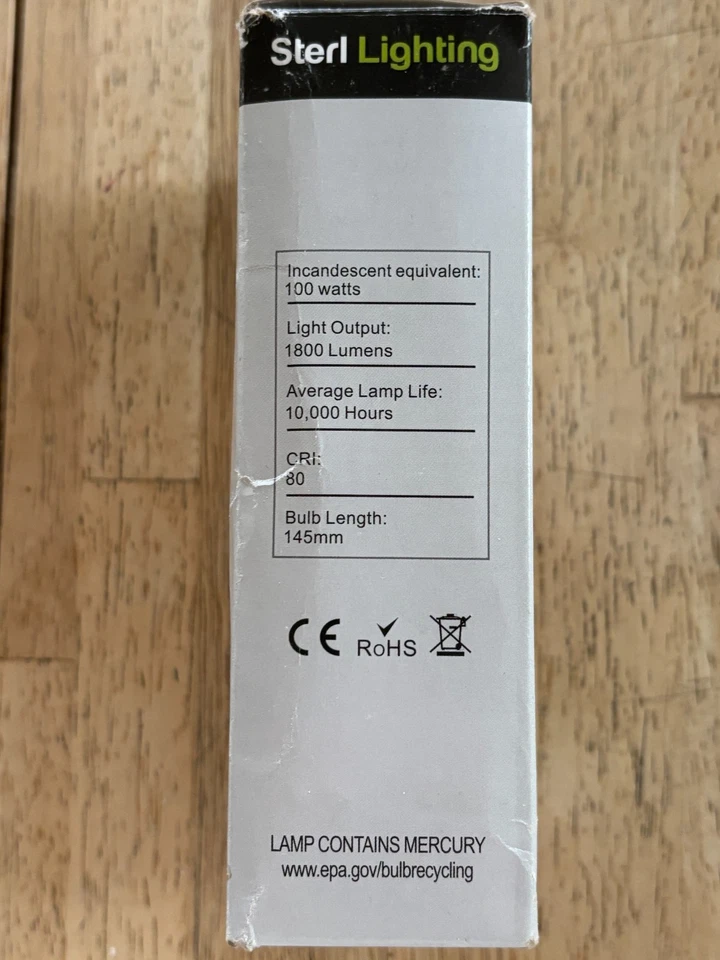 Sterl Lighting
Incandescent equivalent:
100 watts
Light Output:
1800 Lumens
Average Lamp Life:
10,000 Hours
CRI:
80
Bulb Length:
145mm
CE RoHS
LAMP CONTAINS MERCURY
www.epa.gov/bulbrecycling